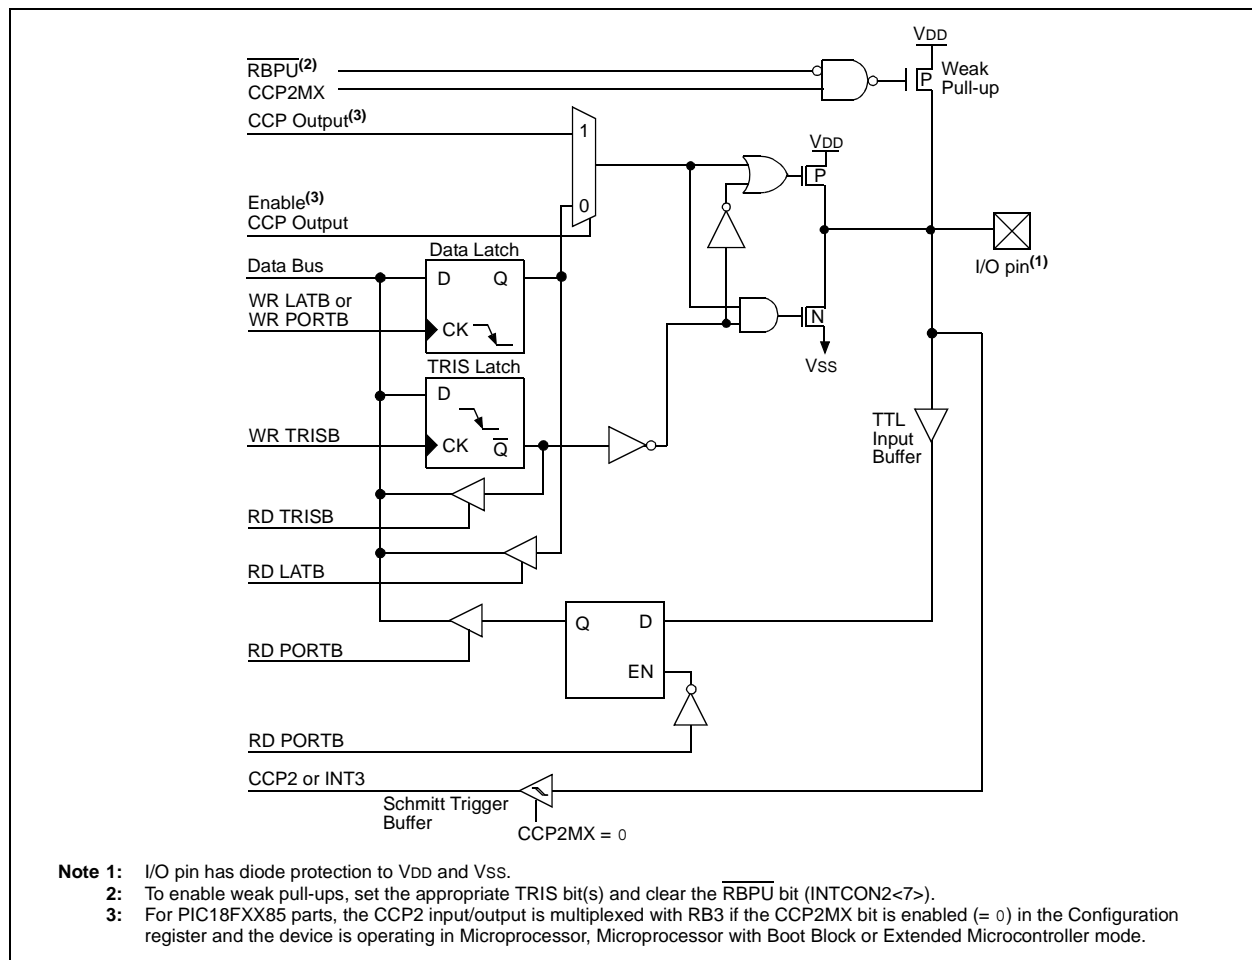 VDD
RBPU(2)
CCP2MX
P
Weak
Pull-up
CCP Output(3)
1
VDD
P
Enable(3)
CCP Output
0
I/O pin(1)
Data Latch
Data Bus
D
Q
WR LATB or
WR PORTB
CK
N
VSS
TRIS Latch
D
TTL
Input
Buffer
WR TRISB
CK
Q
RD TRISB
RD LATB
Q
D
RD PORTB
EN
RD PORTB
CCP2 or INT3
Schmitt Trigger
Buffer
CCP2MX = 0
Note 1: I/O pin has diode protection to VDD and VSS.
2: To enable weak pull-ups, set the appropriate TRIS bit(s) and clear the RBPU bit (INTCON2<7>).
3: For PIC18FXX85 parts, the CCP2 input/output is multiplexed with RB3 if the CCP2MX bit is enabled (= 0) in the Configuration
register and the device is operating in Microprocessor, Microprocessor with Boot Block or Extended Microcontroller mode.